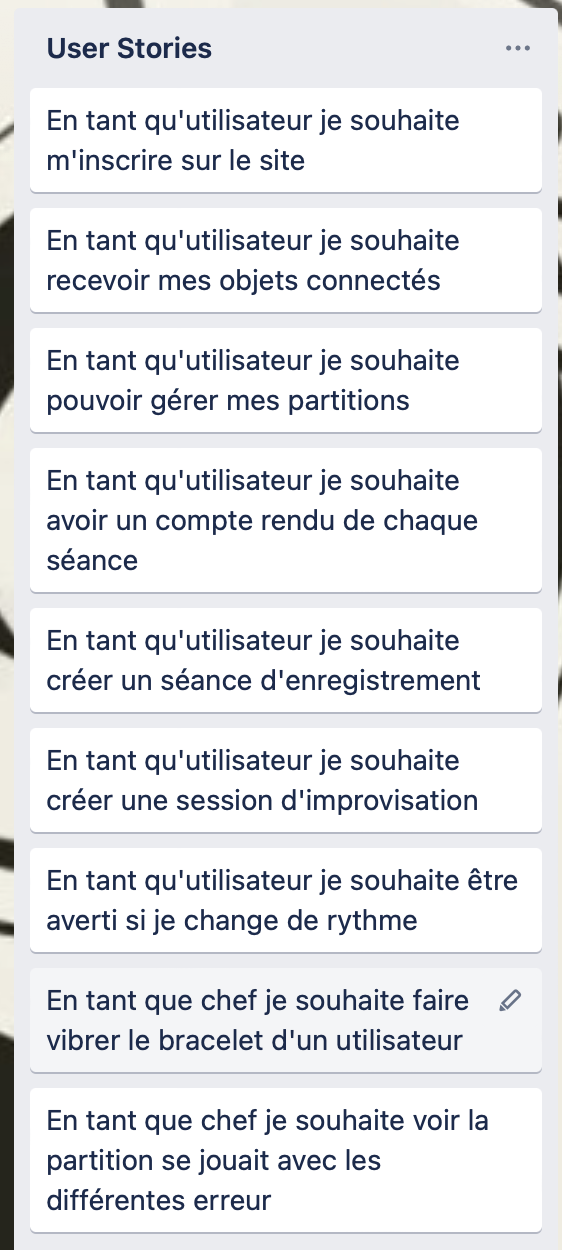 User Stories
En tant qu'utilisateur je souhaite
m'inscrire sur le site
En tant qu'utilisateur je souhaite
recevoir mes objets connectés
En tant qu'utilisateur je souhaite
pouvoir gérer mes partitions
En tant qu'utilisateur je souhaite
avoir un compte rendu de chaque
séance
En tant qu'utilisateur je souhaite
créer un séance d'enregistrement
En tant qu'utilisateur je souhaite
créer une session d'improvisation
En tant qu'utilisateur je souhaite être
averti si je change de rythme
En tant que chef je souhaite faire
vibrer le bracelet d'un utilisateur
En tant que chef je souhaite voir la
partition se jouait avec les
différentes erreur